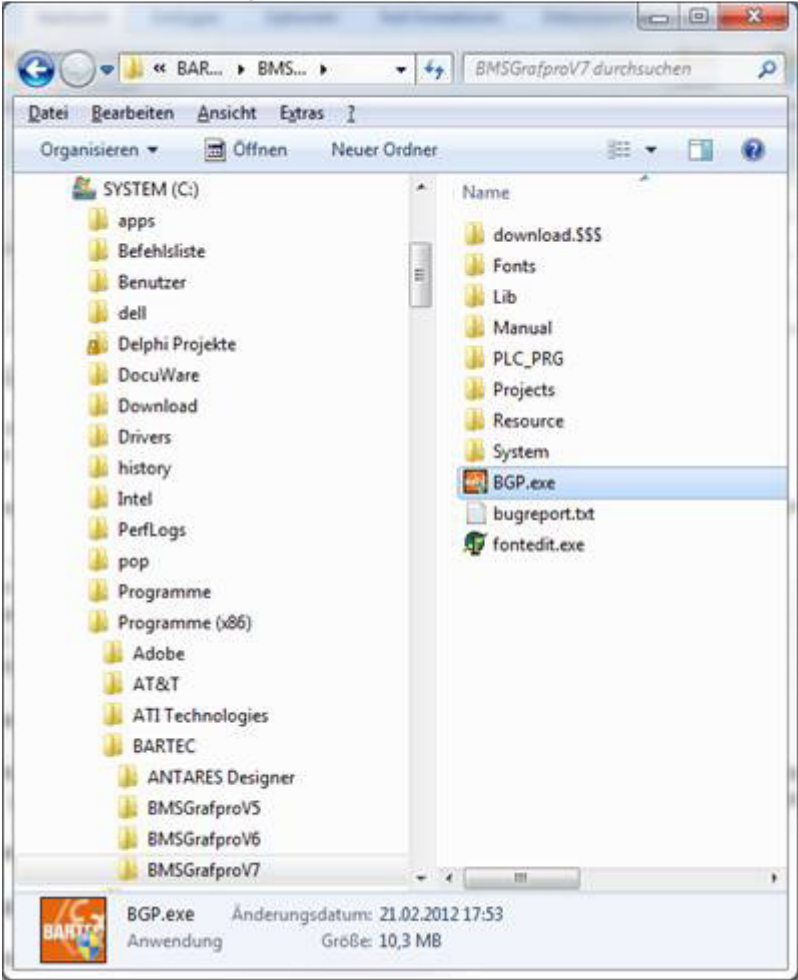 « BAR... ▸ BMS... ▸ BMSGrafproV7 durchsuchen
Datei Bearbeiten Ansicht Extras ?
Organisieren Öffnen Neuer Ordner
SYSTEM (C:)
apps
Befehlsliste
Benutzer
dell
Delphi Projekte
DocuWare
Download
Drivers
history
Intel
PerfLogs
pop
Programme
Programme (x86)
Adobe
AT&T
ATI Technologies
BARTEC
ANTARES Designer
BMSGrafproV5
BMSGrafproV6
BMSGrafproV7
Name
download.$$$
Fonts
Lib
Manual
PLC_PRG
Projects
Resource
System
BGP.exe
bugreport.txt
fontedit.exe
BARTEC
BGP.exe Änderungsdatum: 21.02.2012 17:53
Anwendung Größe: 10,3 MB